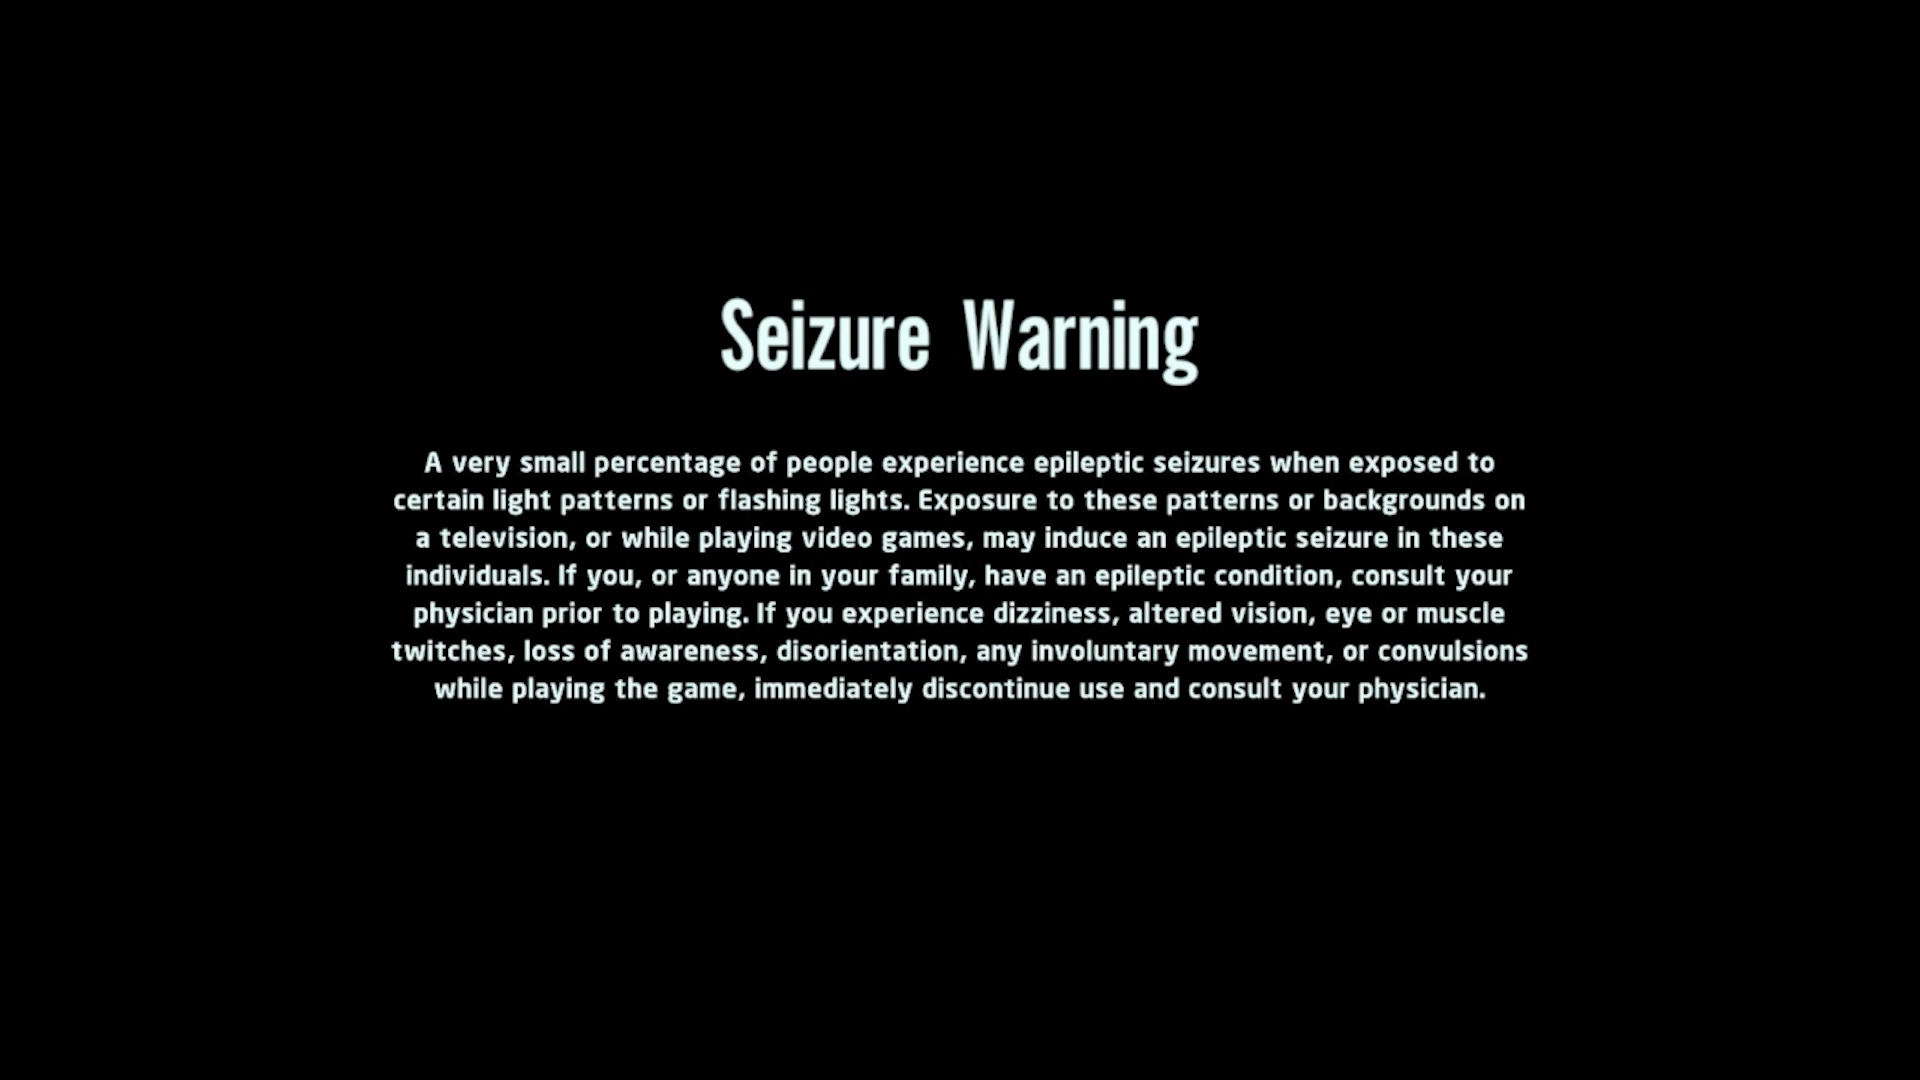 Seizure Warning
A very small percentage of people experience epileptic seizures when exposed to
certain light patterns or flashing lights. Exposure to these patterns or backgrounds on
a television, or while playing video games, may induce an epileptic seizure in these
individuals. If you, or anyone in your family, have an epileptic condition, consult your
physician prior to playing. If you experience dizziness, altered vision, eye or muscle
twitches, loss of awareness, disorientation, any involuntary movement, or convulsions
while playing the game, immediately discontinue use and consult your physician.